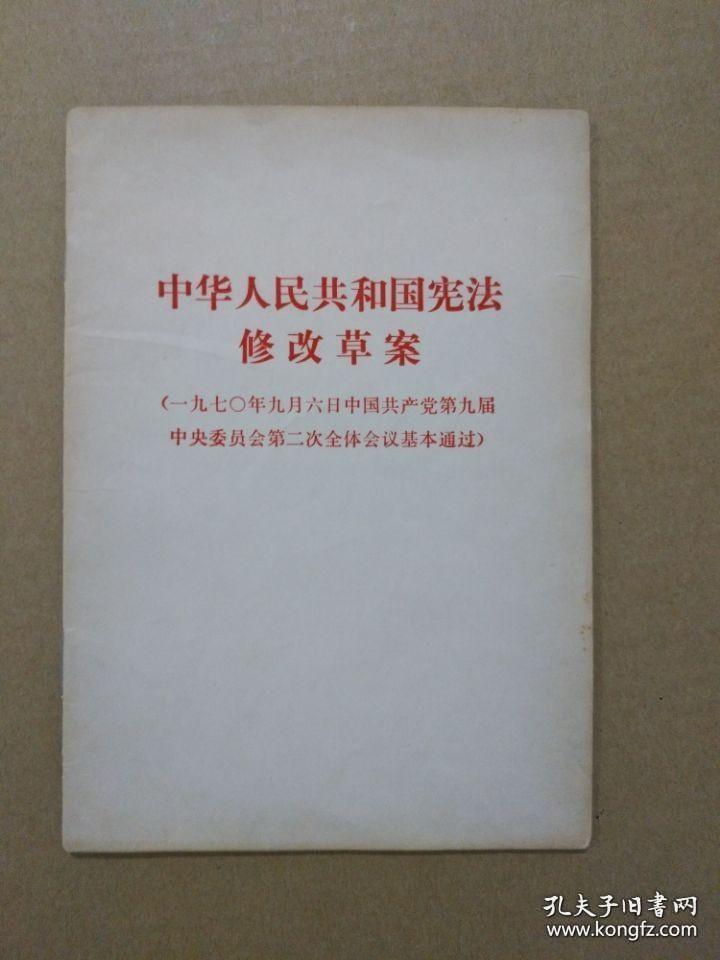 中华人民共和国宪法
修改草案
(一九七〇年九月六日中国共产党第九届
中央委员会第二次全体会议基本通过)
孔夫子旧書网
www.kongfz.com